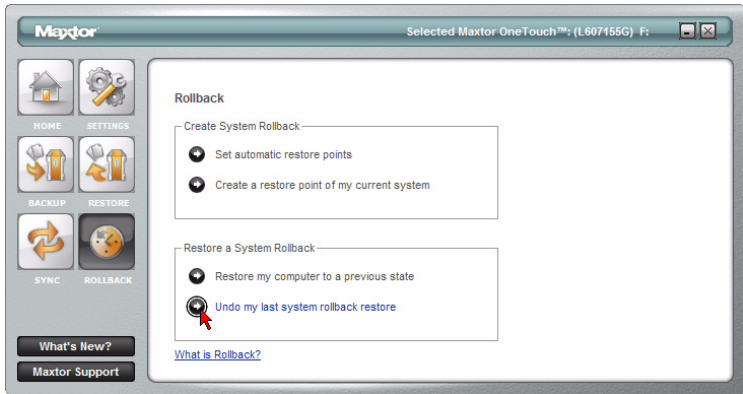 Maxtor
Selected Maxtor OneTouch™: (L607155G) F:
HOME SETTINGS
BACKUP RESTORE
SYNC ROLLBACK
What's New?
Maxtor Support
Rollback
Create System Rollback
Set automatic restore points
Create a restore point of my current system
Restore a System Rollback
Restore my computer to a previous state
Undo my last system rollback restore
What is Rollback?